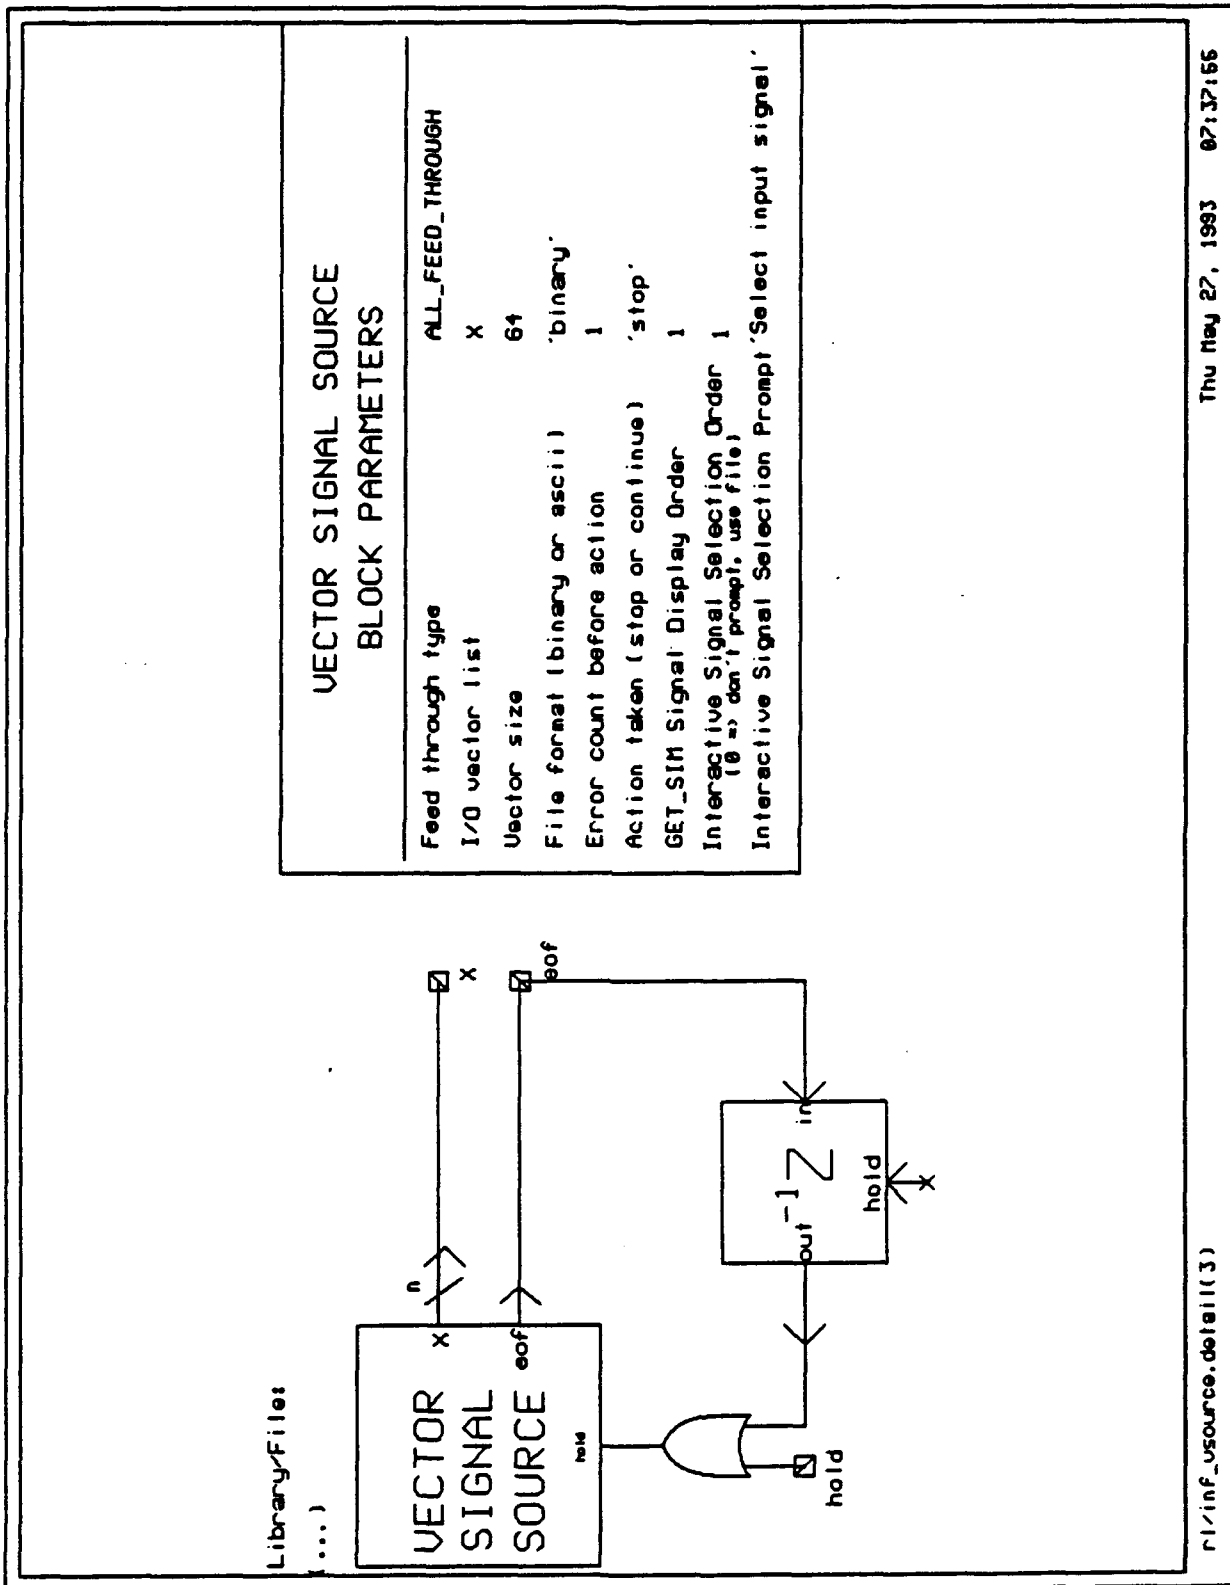 Library/File:
(...)
VECTOR
SIGNAL
SOURCE
x
eof
hold
n
x
eof
-1
Z
in
out
hold
x
hold
VECTOR SIGNAL SOURCE
BLOCK PARAMETERS
Feed through type ALL_FEED_THROUGH
I/O vector list X
Vector size 64
File format (binary or ascii) 'binary'
Error count before action 1
Action taken (stop or continue) 'stop'
GET_SIM Signal Display Order 1
Interactive Signal Selection Order 1
(0 => don't prompt, use file)
Interactive Signal Selection Prompt 'Select input signal'
rl/inf_vsource.detail(3)
Thu May 27, 1993 07:37:55